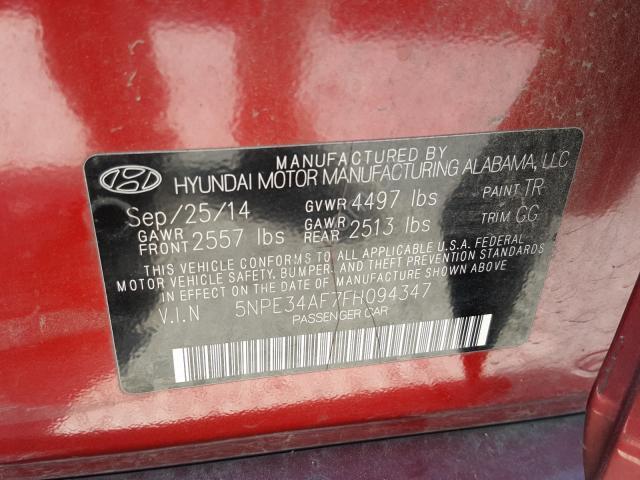 MANUFACTURED BY
HYUNDAI MOTOR MANUFACTURING ALABAMA, LLC
Sep/25/14 GVWR 4497 lbs PAINT TR
GAWR FRONT 2557 lbs GAWR REAR 2513 lbs TRIM GG
THIS VEHICLE CONFORMS TO ALL APPLICABLE U.S.A. FEDERAL
MOTOR VEHICLE SAFETY, BUMPER, AND THEFT PREVENTION STANDARDS
IN EFFECT ON THE DATE OF MANUFACTURE SHOWN ABOVE.
V.I.N 5NPE34AF7FH094347
PASSENGER CAR